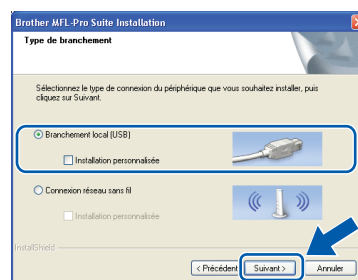 Brother MFL-Pro Suite Installation
Type de branchement
Sélectionnez le type de connexion du périphérique que vous souhaitez installer, puis
cliquez sur Suivant.
Branchement local (USB)
Installation personnalisée
Connexion réseau sans fil
Installation personnalisée
InstallShield
< Précédent
Suivant >
Annuler